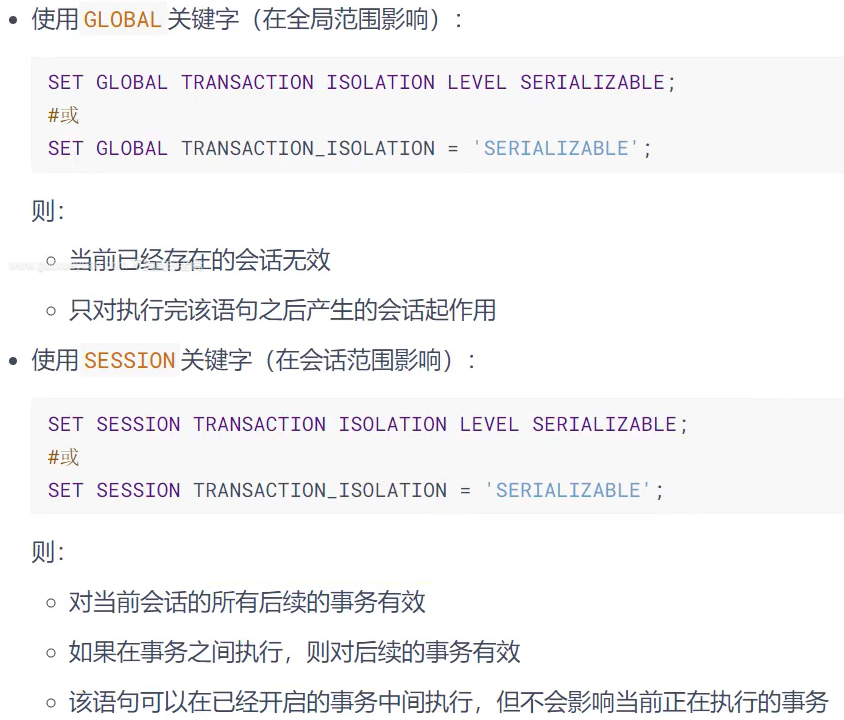 使用GLOBAL关键字（在全局范围影响）：
SET GLOBAL TRANSACTION ISOLATION LEVEL SERIALIZABLE;
#或
SET GLOBAL TRANSACTION_ISOLATION = 'SERIALIZABLE';
则：
当前已经存在的会话无效
只对执行完该语句之后产生的会话起作用
使用SESSION关键字（在会话范围影响）：
SET SESSION TRANSACTION ISOLATION LEVEL SERIALIZABLE;
#或
SET SESSION TRANSACTION_ISOLATION = 'SERIALIZABLE';
则：
对当前会话的所有后续的事务有效
如果在事务之间执行，则对后续的事务有效
该语句可以在已经开启的事务中间执行，但不会影响当前正在执行的事务